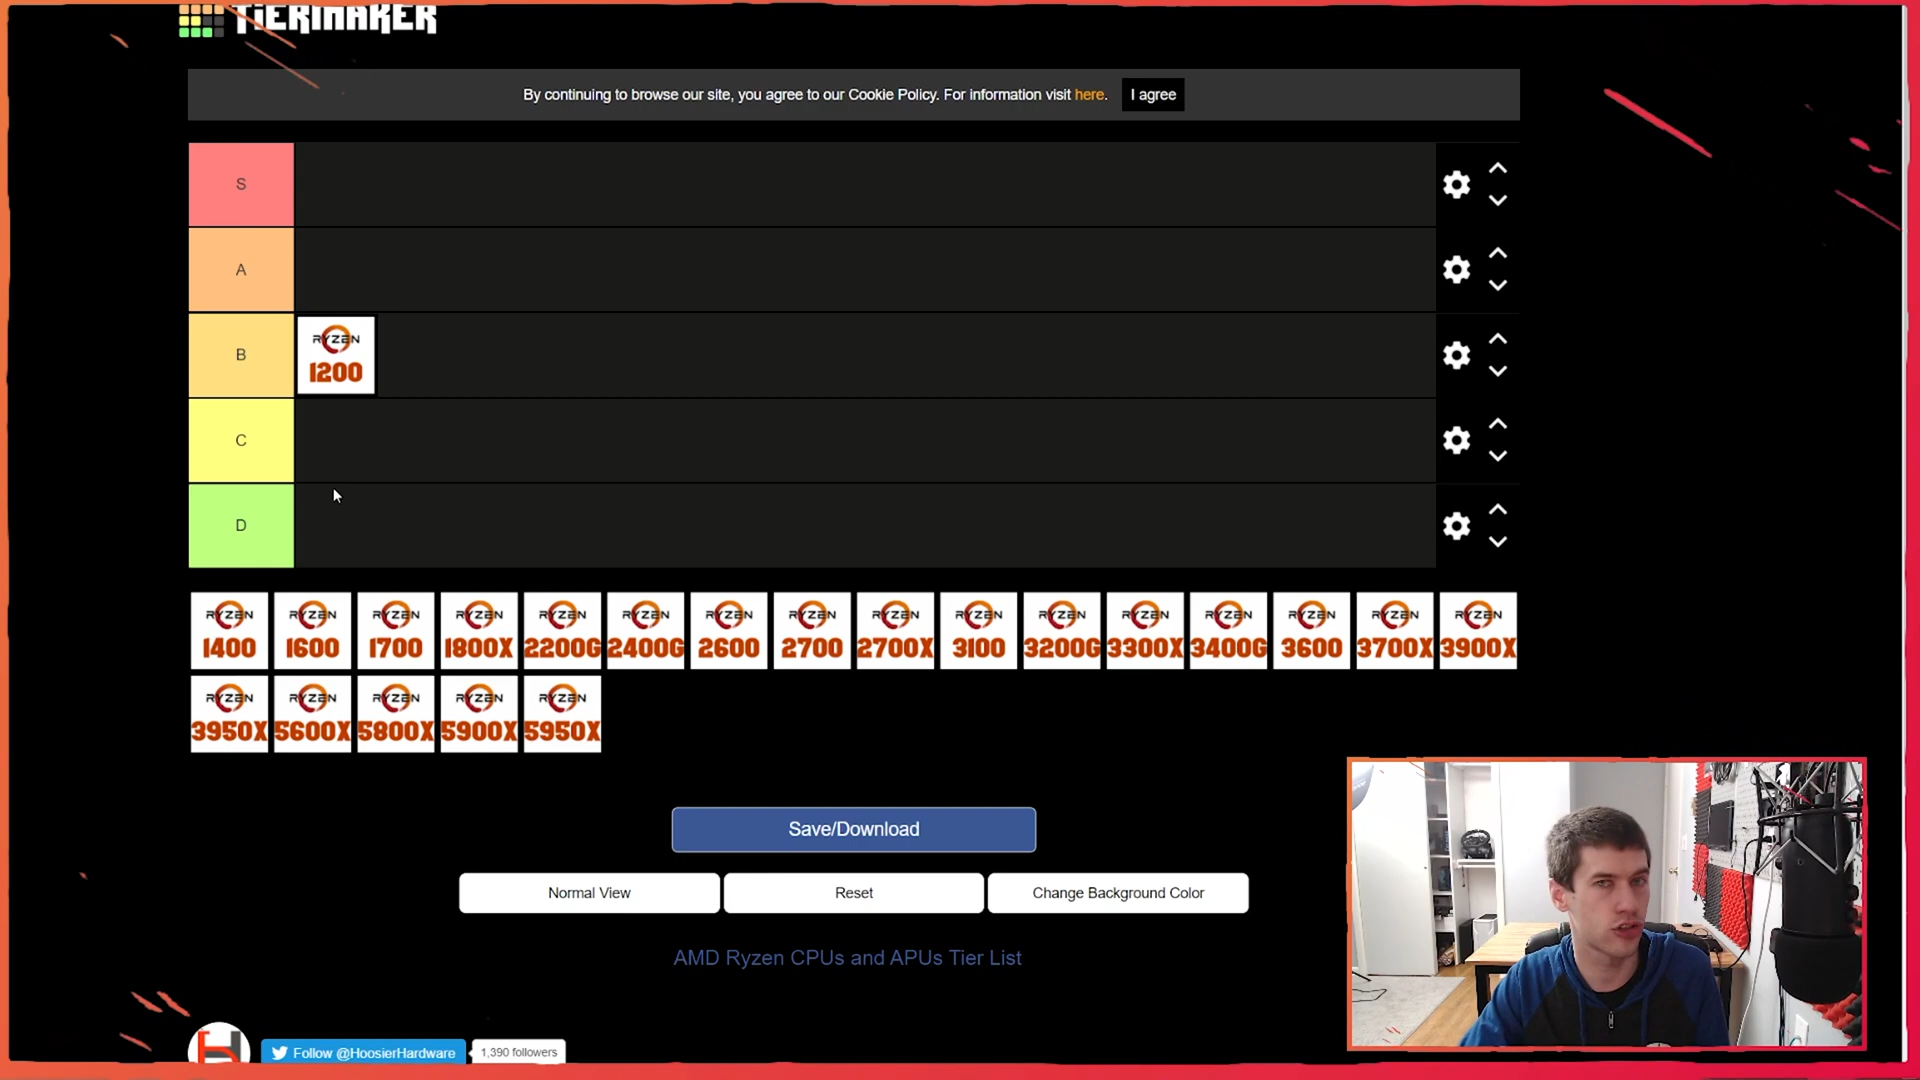 TIERMAKER
By continuing to browse our site, you agree to our Cookie Policy. For information visit here. I agree
S
A
B
RYZEN
1200
C
D
RYZEN RYZEN RYZEN RYZEN RYZEN RYZEN RYZEN RYZEN RYZEN RYZEN RYZEN RYZEN RYZEN RYZEN RYZEN RYZEN
1400 1600 1700 1800X 2200G 2400G 2600 2700 2700X 3100 3200G 3300X 3400G 3600 3700X 3900X
RYZEN RYZEN RYZEN RYZEN RYZEN
3950X 5600X 5800X 5900X 5950X
Save/Download
Normal View Reset Change Background Color
AMD Ryzen CPUs and APUs Tier List
Follow @HoosierHardware 1,390 followers